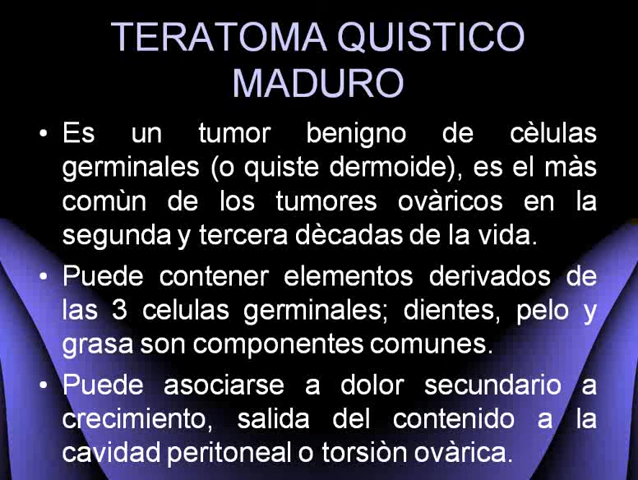 TERATOMA QUISTICO
MADURO
• Es un tumor benigno de cèlulas
germinales (o quiste dermoide), es el màs
comùn de los tumores ovàricos en la
segunda y tercera dècadas de la vida.
• Puede contener elementos derivados de
las 3 celulas germinales; dientes, pelo y
grasa son componentes comunes.
• Puede asociarse a dolor secundario a
crecimiento, salida del contenido a la
cavidad peritoneal o torsiòn ovàrica.